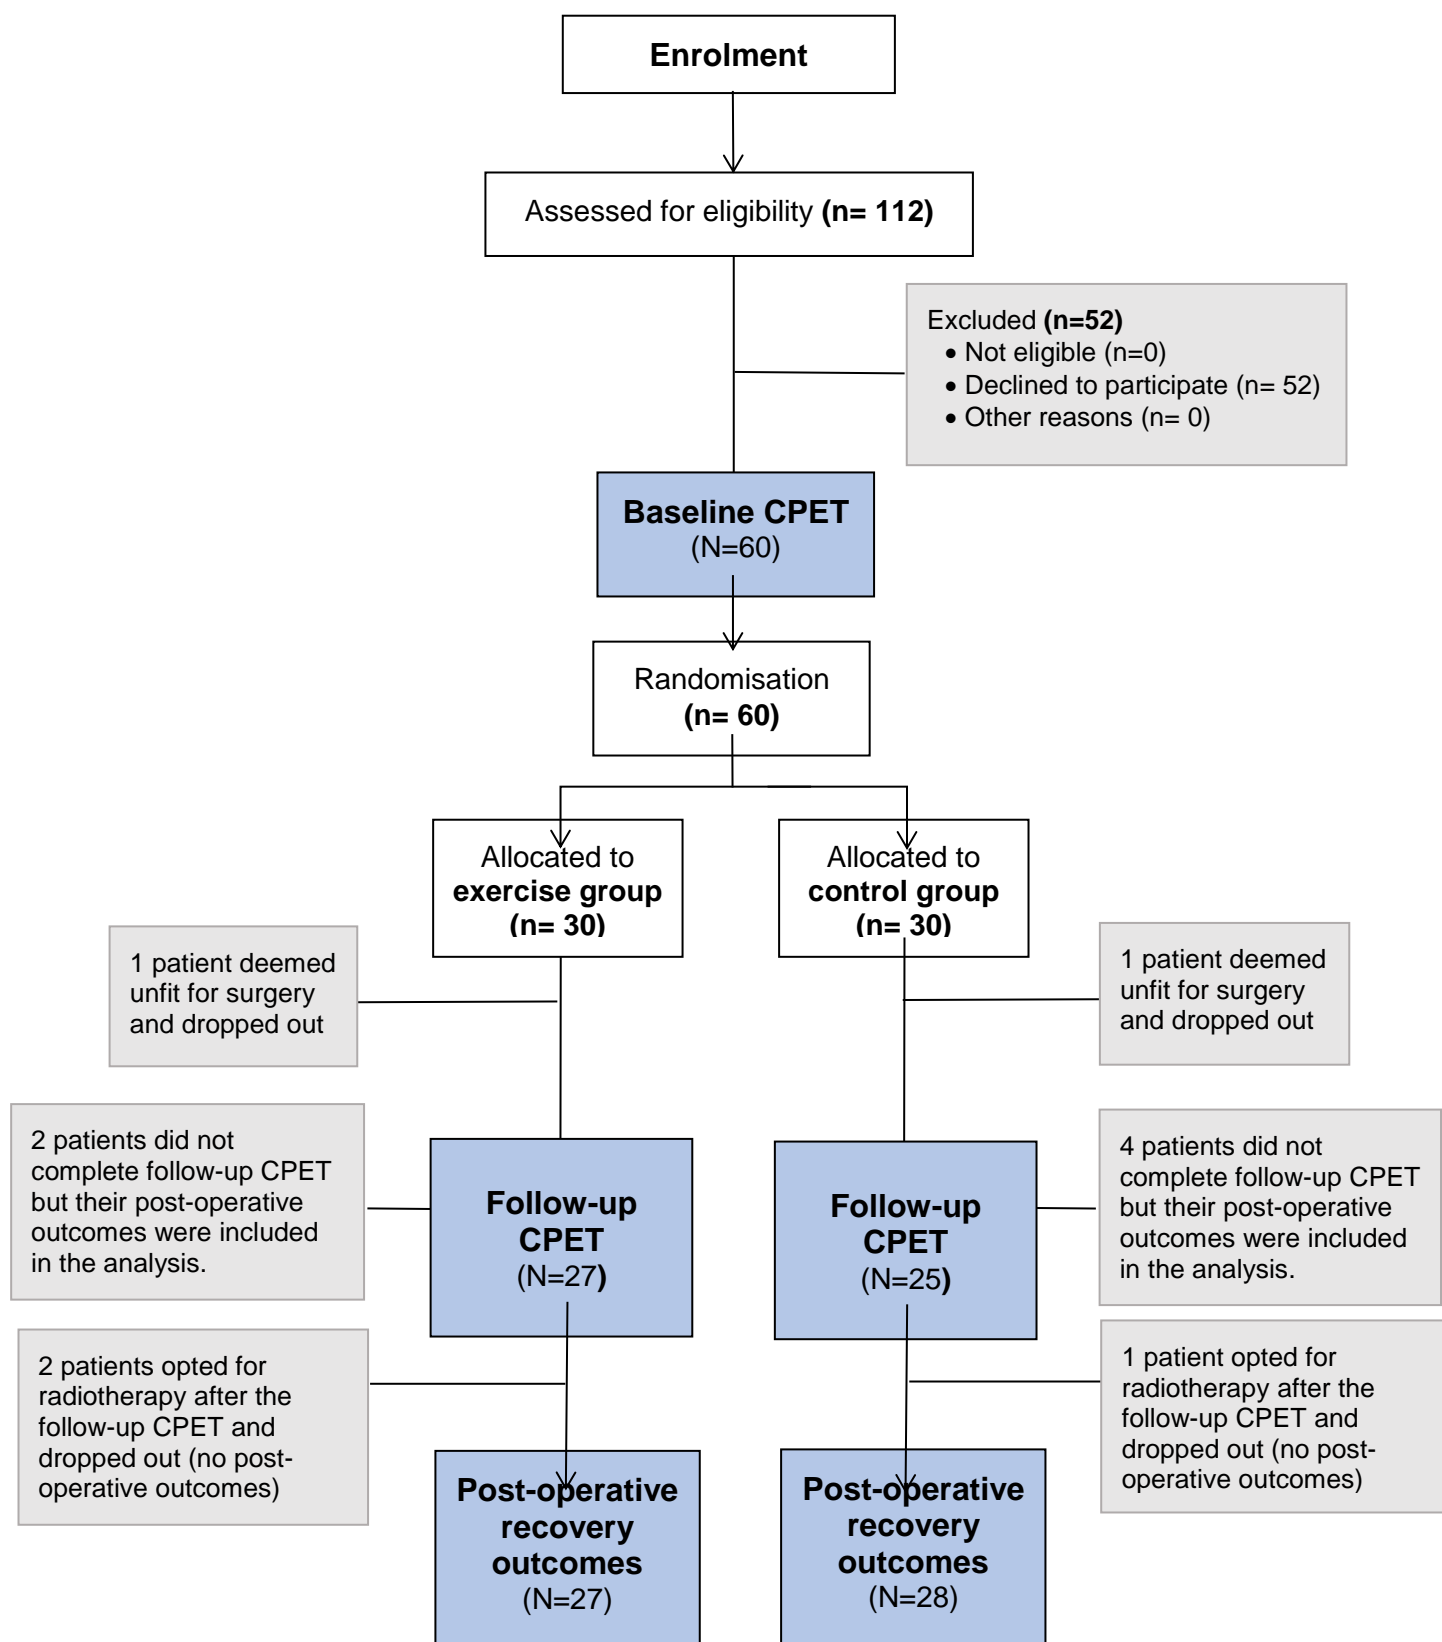 Enrolment
Assessed for eligibility (n= 112)
Excluded (n=52)
• Not eligible (n=0)
• Declined to participate (n= 52)
• Other reasons (n= 0)
Baseline CPET
(N=60)
Randomisation
(n= 60)
Allocated to
exercise group
(n= 30)
Allocated to
control group
(n= 30)
1 patient deemed
unfit for surgery
and dropped out
1 patient deemed
unfit for surgery
and dropped out
2 patients did not
complete follow-up CPET
but their post-operative
outcomes were included
in the analysis.
Follow-up
CPET
(N=27)
Follow-up
CPET
(N=25)
4 patients did not
complete follow-up CPET
but their post-operative
outcomes were included
in the analysis.
2 patients opted for
radiotherapy after the
follow-up CPET and
dropped out (no post-
operative outcomes)
1 patient opted for
radiotherapy after the
follow-up CPET and
dropped out (no post-
operative outcomes)
Post-operative
recovery
outcomes
(N=27)
Post-operative
recovery
outcomes
(N=28)